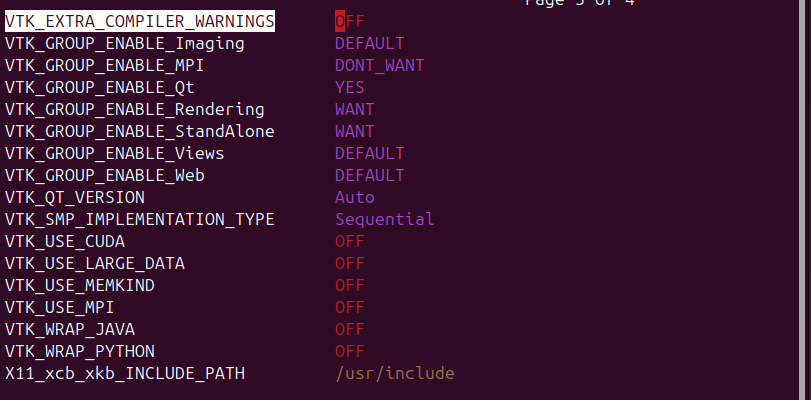 Page 3 of 4
VTK_EXTRA_COMPILER_WARNINGS OFF
VTK_GROUP_ENABLE_Imaging DEFAULT
VTK_GROUP_ENABLE_MPI DONT_WANT
VTK_GROUP_ENABLE_Qt YES
VTK_GROUP_ENABLE_Rendering WANT
VTK_GROUP_ENABLE_StandAlone WANT
VTK_GROUP_ENABLE_Views DEFAULT
VTK_GROUP_ENABLE_Web DEFAULT
VTK_QT_VERSION Auto
VTK_SMP_IMPLEMENTATION_TYPE Sequential
VTK_USE_CUDA OFF
VTK_USE_LARGE_DATA OFF
VTK_USE_MEMKIND OFF
VTK_USE_MPI OFF
VTK_WRAP_JAVA OFF
VTK_WRAP_PYTHON OFF
X11_xcb_xkb_INCLUDE_PATH /usr/include